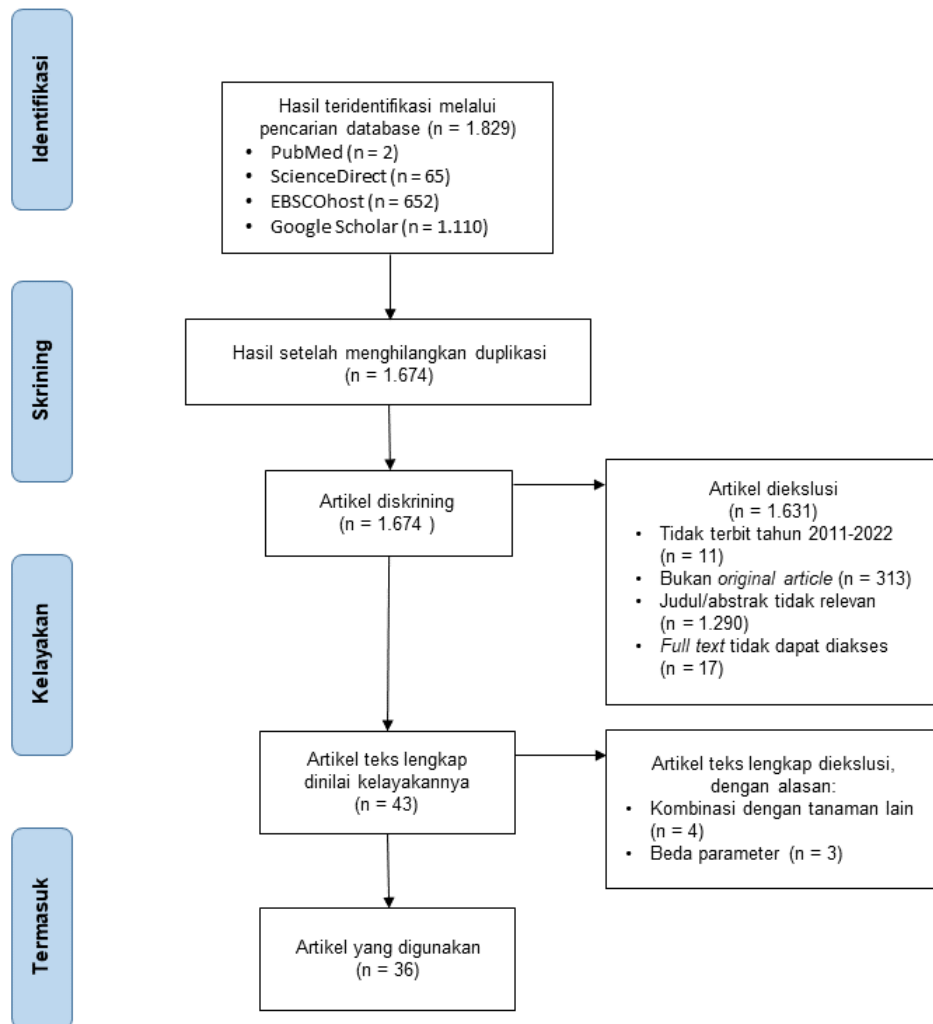 Identifikasi
Hasil teridentifikasi melalui
pencarian database (n = 1.829)
• PubMed (n = 2)
• ScienceDirect (n = 65)
• EBSCOhost (n = 652)
• Google Scholar (n = 1.110)
Skrining
Hasil setelah menghilangkan duplikasi
(n = 1.674)
Artikel diskrining
(n = 1.674 )
Artikel diekslusi
(n = 1.631)
• Tidak terbit tahun 2011-2022
(n = 11)
• Bukan original article (n = 313)
• Judul/abstrak tidak relevan
(n = 1.290)
• Full text tidak dapat diakses
(n = 17)
Kelayakan
Artikel teks lengkap
dinilai kelayakannya
(n = 43)
Artikel teks lengkap diekslusi,
dengan alasan:
• Kombinasi dengan tanaman lain
(n = 4)
• Beda parameter (n = 3)
Termasuk
Artikel yang digunakan
(n = 36)